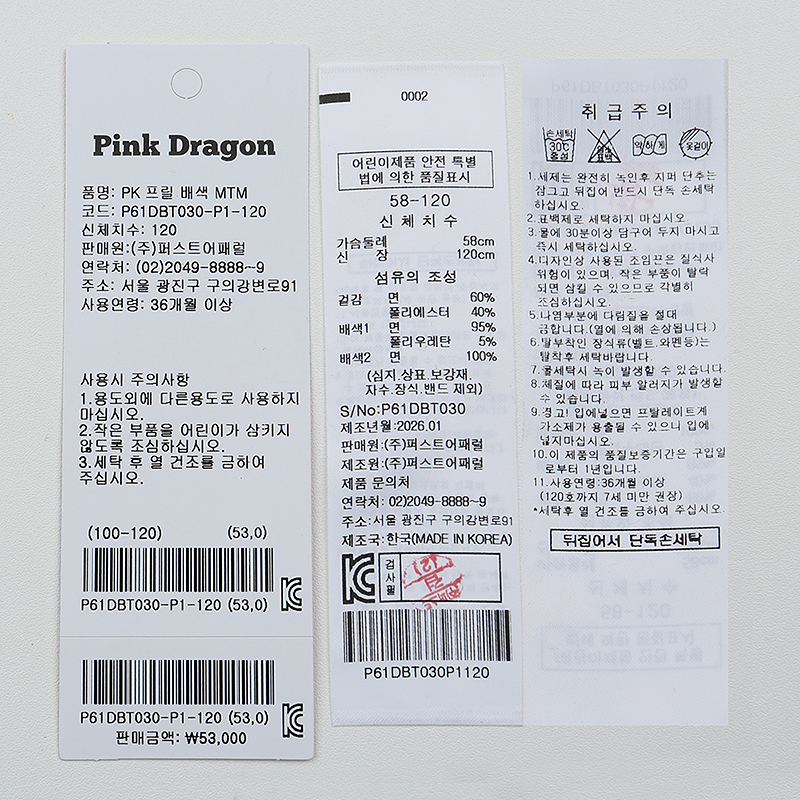 Pink Dragon
품명: PK 프릴 배색 MTM
코드: P61DBT030-P1-120
신체치수: 120
판매원:(주)퍼스트어패럴
연락처: (02)2049-8888~9
주소: 서울 광진구 구의강변로91
사용연령: 36개월 이상
사용시 주의사항
1.용도외에 다른용도로 사용하지
마십시오.
2.작은 부품을 어린이가 삼키지
않도록 조심하십시오.
3.세탁 후 열 건조를 금하여
주십시오.
(100-120) (53,0)
P61DBT030-P1-120 (53,0)
P61DBT030-P1-120 (53,0)
판매금액: ₩53,000
0002
어린이제품 안전 특별
법에 의한 품질표시
58-120
신체치수
가슴둘레 58cm
신 장 120cm
섬유의 조성
겉감 면 60%
폴리에스터 40%
배색1 면 95%
폴리우레탄 5%
배색2 면 100%
(심지.상표.보강재.
자수.장식.밴드 제외)
S/No:P61DBT030
제조년월:2026.01
판매원:(주)퍼스트어패럴
제조원:(주)퍼스트어패럴
제품 문의처
연락처: 02)2049-8888~9
주소:서울 광진구 구의강변로91
제조국:한국(MADE IN KOREA)
검사필
P61DBT030P1120
취급주의
손세탁
30℃
중성
염소
표백
약하게
옷걸이
1.세제는 완전히 녹인후 지퍼 단추는
잠그고 뒤집어 반드시 단독 손세탁
하십시오.
2.표백제로 세탁하지 마십시오.
3.물에 30분이상 담구어 두지 마시고
즉시 세탁하십시오.
4.디자인상 사용된 조임끈은 질식사
위험이 있으며, 작은 부품이 탈락
되면 삼킬 수 있으므로 각별히
조심하십시오.
5.나염부분에 다림질을 절대
금합니다.(열에 의해 손상됩니다.)
6.탈부착인 장식류(벨트.와펜등)는
탈착후 세탁바랍니다.
7.물세탁시 녹이 발생할 수 있습니다.
8.체질에 따라 피부 알러지가 발생할
수 있습니다.
9.경고! 입에넣으면 프탈레이트계
가소제가 용출될 수 있으니 입에
넣지마십시오.
10.이 제품의 품질보증기간은 구입일
로부터 1년입니다.
11.사용연령:36개월 이상
(120호까지 7세 미만 권장)
*세탁후 열 건조를 금하여 주십시오.
뒤집어서 단독손세탁